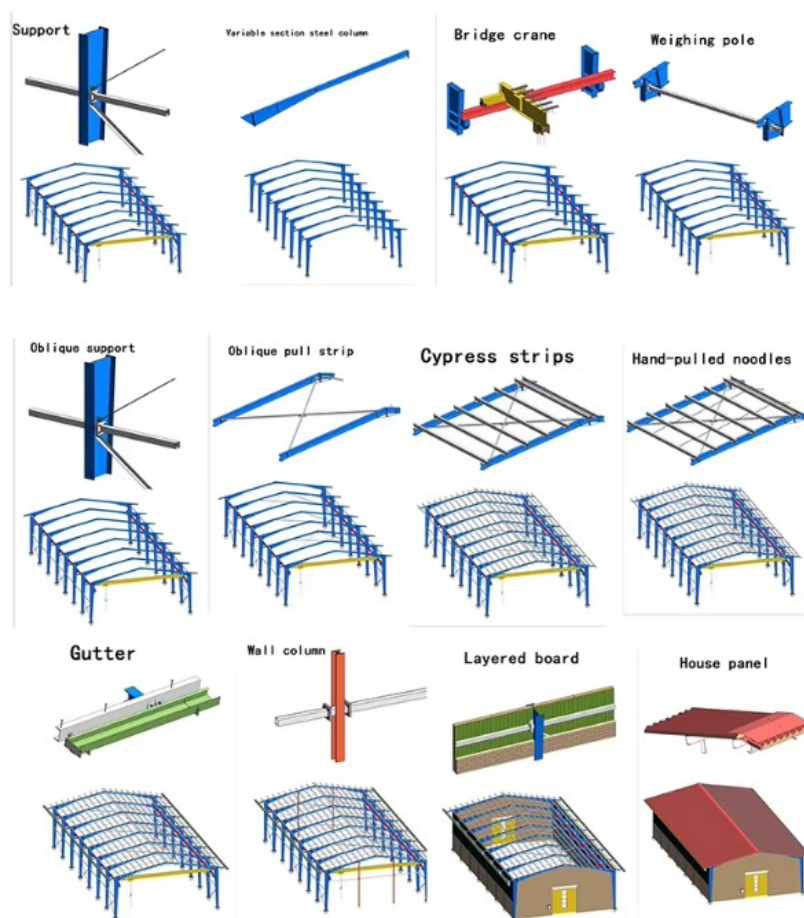 Support
Variable section steel column
Bridge crane
Weighing pole
Oblique support
Oblique pull strip
Cypress strips
Hand-pulled noodles
Gutter
Wall column
Layered board
House panel